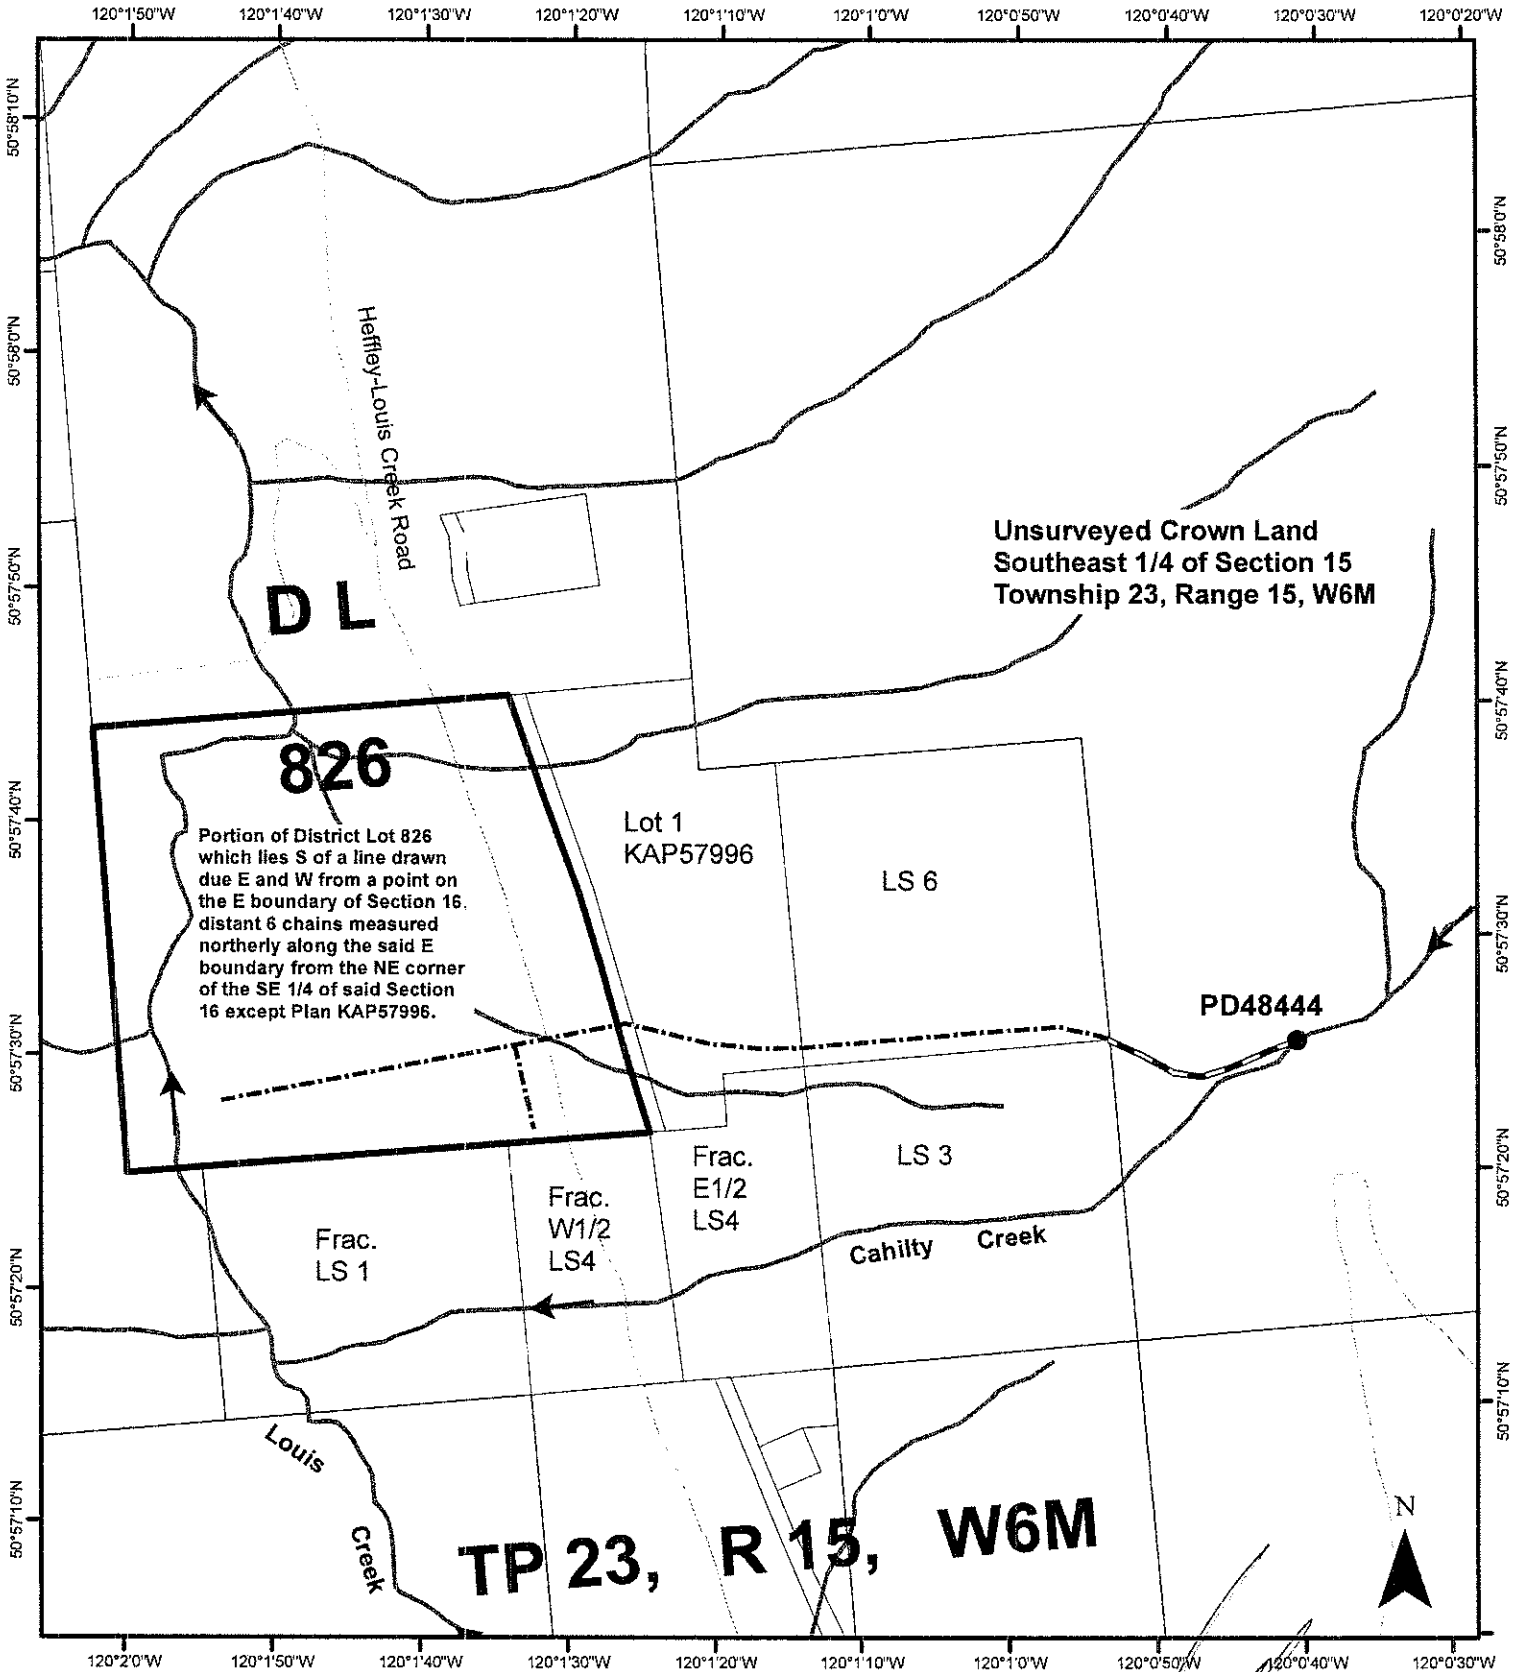 120°1'50"W 120°1'40"W 120°1'30"W 120°1'20"W 120°1'10"W 120°1'0"W 120°0'50"W 120°0'40"W 120°0'30"W 120°0'20"W
50°58'10"N
50°58'0"N
50°57'50"N
50°57'40"N
50°57'30"N
50°57'20"N
50°57'10"N
50°58'0"N
50°57'50"N
50°57'40"N
50°57'30"N
50°57'20"N
50°57'10"N
Heffley-Louis Creek Road
Unsurveyed Crown Land
Southeast 1/4 of Section 15
Township 23, Range 15, W6M
D L
826
Portion of District Lot 826
which lies S of a line drawn
due E and W from a point on
the E boundary of Section 16,
distant 6 chains measured
northerly along the said E
boundary from the NE corner
of the SE 1/4 of said Section
16 except Plan KAP57996.
Lot 1
KAP57996
LS 6
PD48444
Frac.
E1/2
LS4
LS 3
Frac.
W1/2
LS4
Frac.
LS 1
Cahilty Creek
Louis
Creek
TP 23, R 15, W6M
N
120°2'0"W 120°1'50"W 120°1'40"W 120°1'30"W 120°1'20"W 120°1'10"W 120°1'0"W 120°0'50"W 120°0'40"W 120°0'30"W